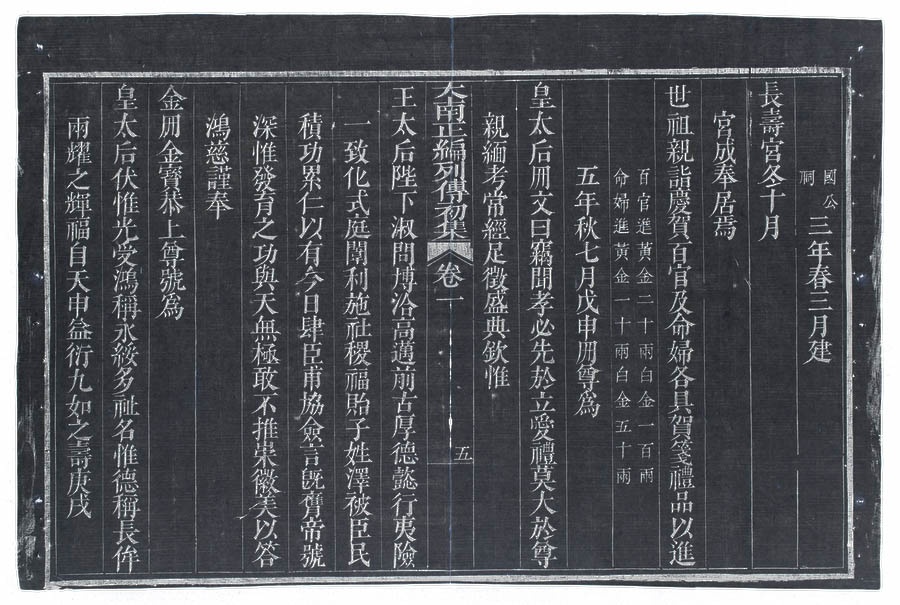 國公
嗣 三年春三月建
長壽宮冬十月
宮成奉居焉
世祖親詣慶賀百官及命婦各具賀箋禮品以進
百官進黃金二十兩白金一百兩
命婦進黃金一十兩白金五十兩
五年秋七月戊申册尊為
皇太后册文曰竊聞孝必先於立愛禮莫大於尊
親緬考常經足徵盛典欽惟
大南正編列傳初集 卷一 五
王太后陛下淑問博洽高邁前古厚德懿行夷險
一致化式庭闈利施社稷福貽子姓澤被臣民
積功累仁以有今日肆臣甫協僉言旣膺帝號
深惟發育之功與天無極敢不推崇徽美以答
鴻慈謹奉
金册金寶恭上尊號為
皇太后伏惟光受鴻稱永綏多祉名惟德稱長侔
兩耀之輝福自天申益衍九如之壽庚戌